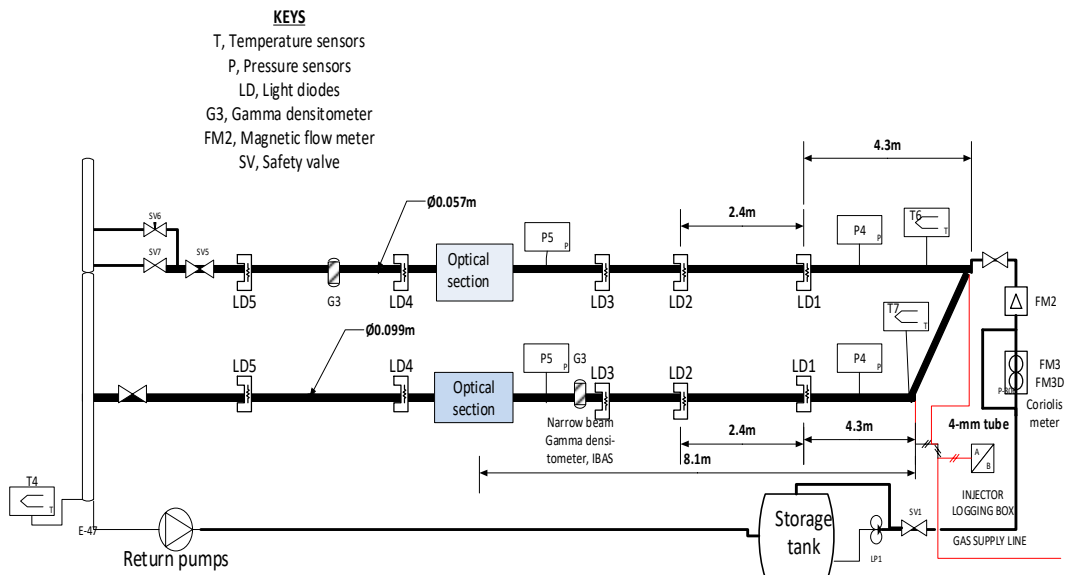 KEYS
T, Temperature sensors
P, Pressure sensors
LD, Light diodes
G3, Gamma densitometer
FM2, Magnetic flow meter
SV, Safety valve
4.3m
Ø0.057m
2.4m
SV6
SV7
SV5
P5
P
P4
P
T6
T
Optical
section
LD5
G3
LD4
LD3
LD2
LD1
FM2
T7
T
Ø0.099m
FM3
FM3D
Coriolis
meter
LD5
LD4
Optical
section
P5
P
G3
LD3
LD2
LD1
P4
P
Narrow beam
Gamma densi-
tometer, IBAS
2.4m
4.3m
4-mm tube
8.1m
A
B
INJECTOR
LOGGING BOX
T4
T
E-47
Return pumps
Storage
tank
LP1
SV1
GAS SUPPLY LINE